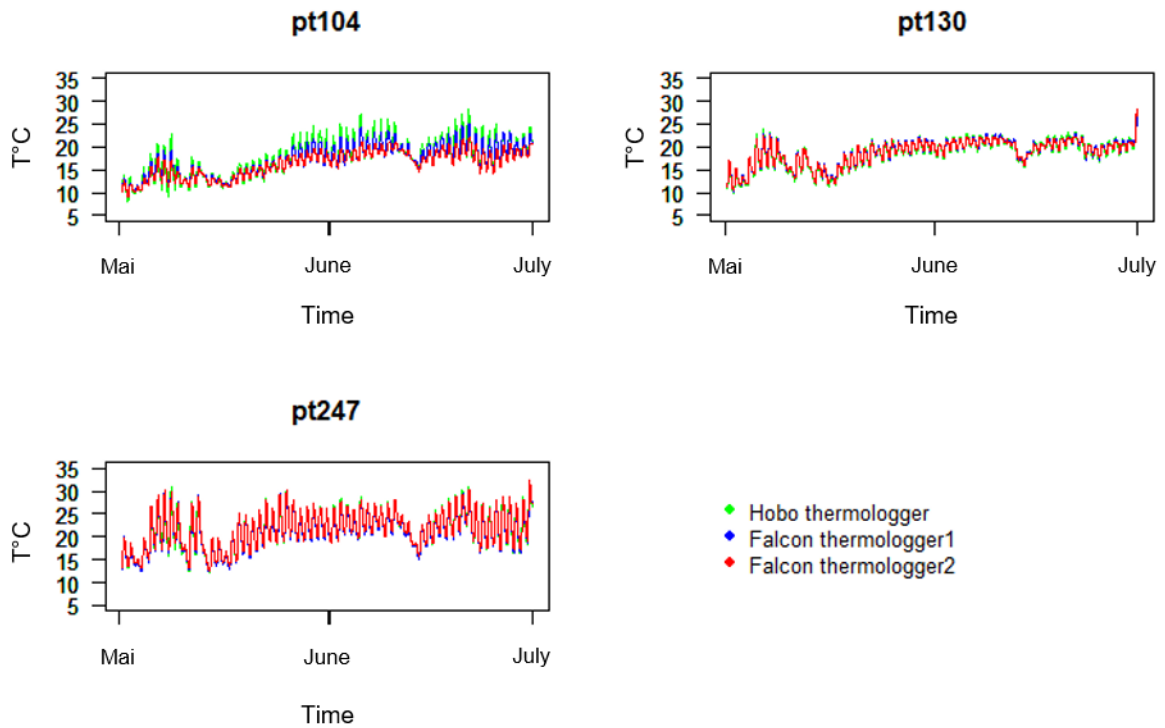 pt104
T°C
35
30
25
20
15
10
5
Mai June July
Time
pt130
T°C
35
30
25
20
15
10
5
Mai June July
Time
pt247
T°C
35
30
25
20
15
10
5
Mai June July
Time
Hobo thermologger
Falcon thermologger1
Falcon thermologger2